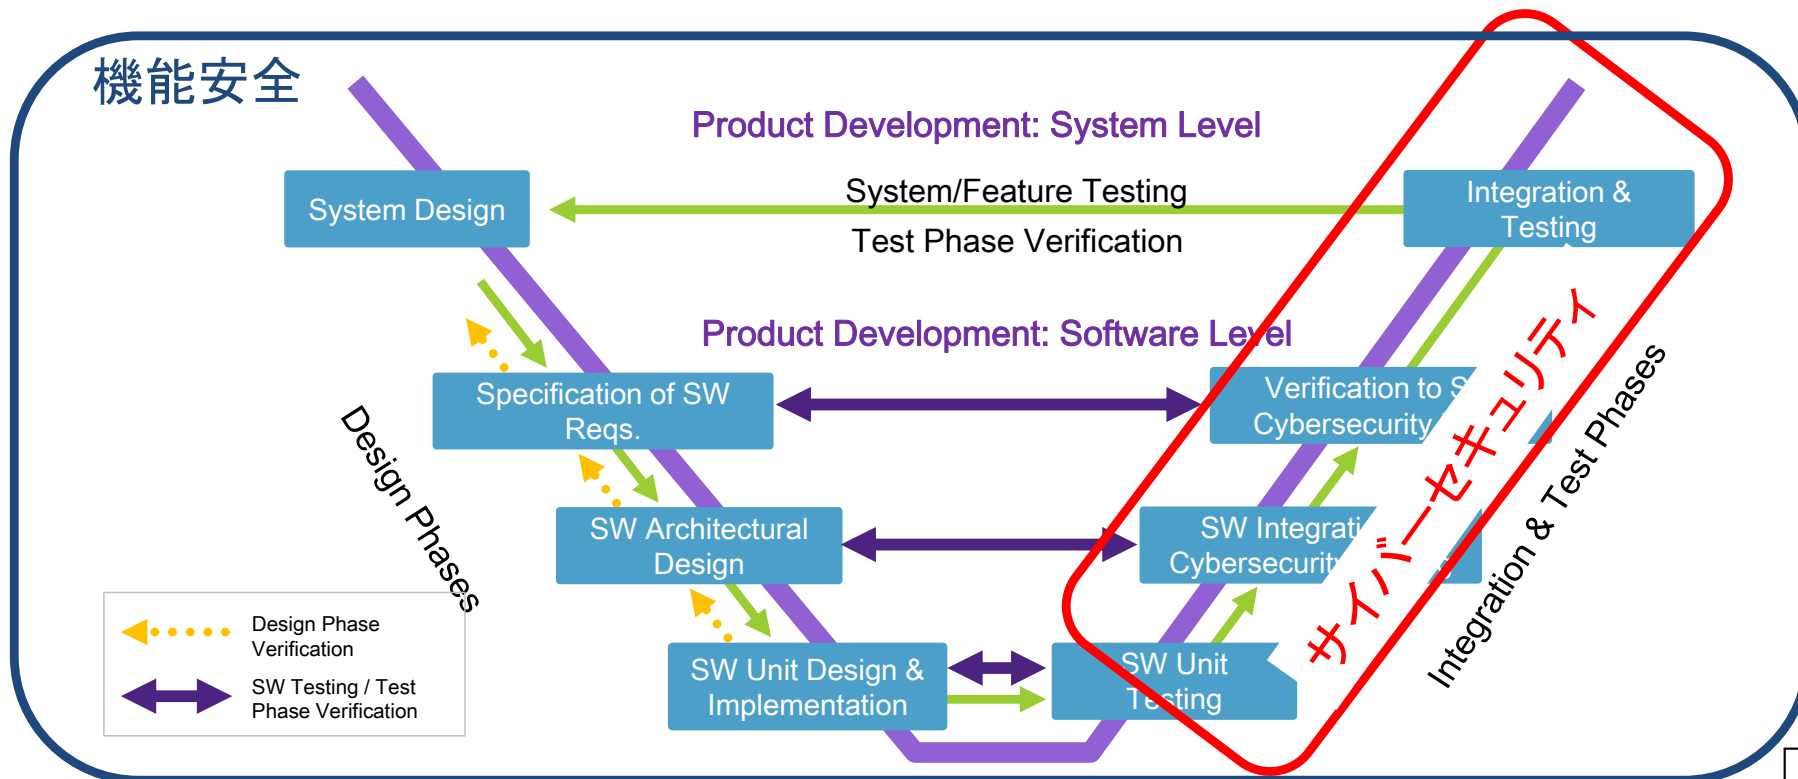 機能安全
Product Development: System Level
System/Feature Testing
Test Phase Verification
System Design
Integration &
Testing
Product Development: Software Level
Specification of SW
Reqs.
Verification to
Cybersecurity
Design Phases
サイバーセキュリティ
Integration & Test Phases
SW Architectural
Design
SW
Cybersecurity
SW Unit Design &
Implementation
SW Unit
Testing
Design Phase
Verification
SW Testing / Test
Phase Verification